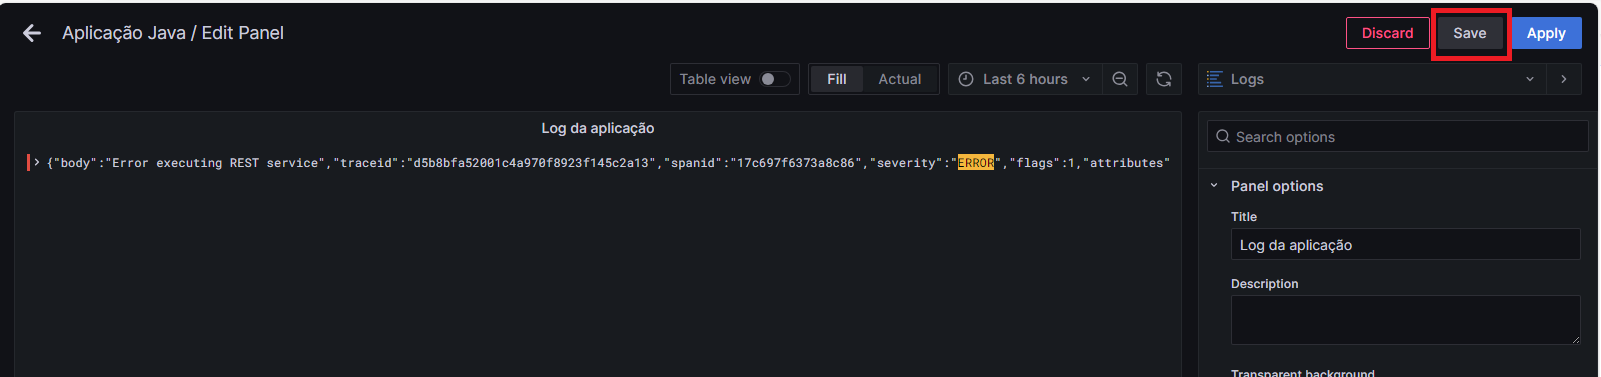 Aplicação Java / Edit Panel
Discard
Save
Apply
Table view
Fill
Actual
Last 6 hours
Logs
Log da aplicação
{"body":"Error executing REST service","traceid":"d5b8bfa52001c4a970f8923f145c2a13","spanid":"17c697f6373a8c86","severity":"ERROR","flags":1,"attributes"
Search options
Panel options
Title
Log da aplicação
Description
Transparent background